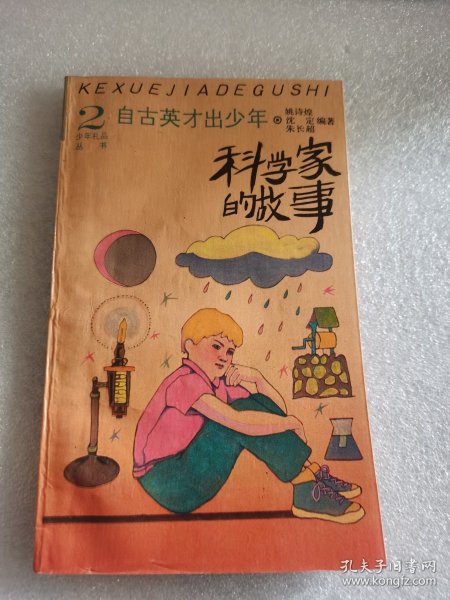 KEXUEJIADEGUSHI
2
少年礼品
丛书
自古英才出少年
姚诗煌
沈定 编著
朱长超
科学家
的故事
孔夫子旧书网
www.kongfz.com